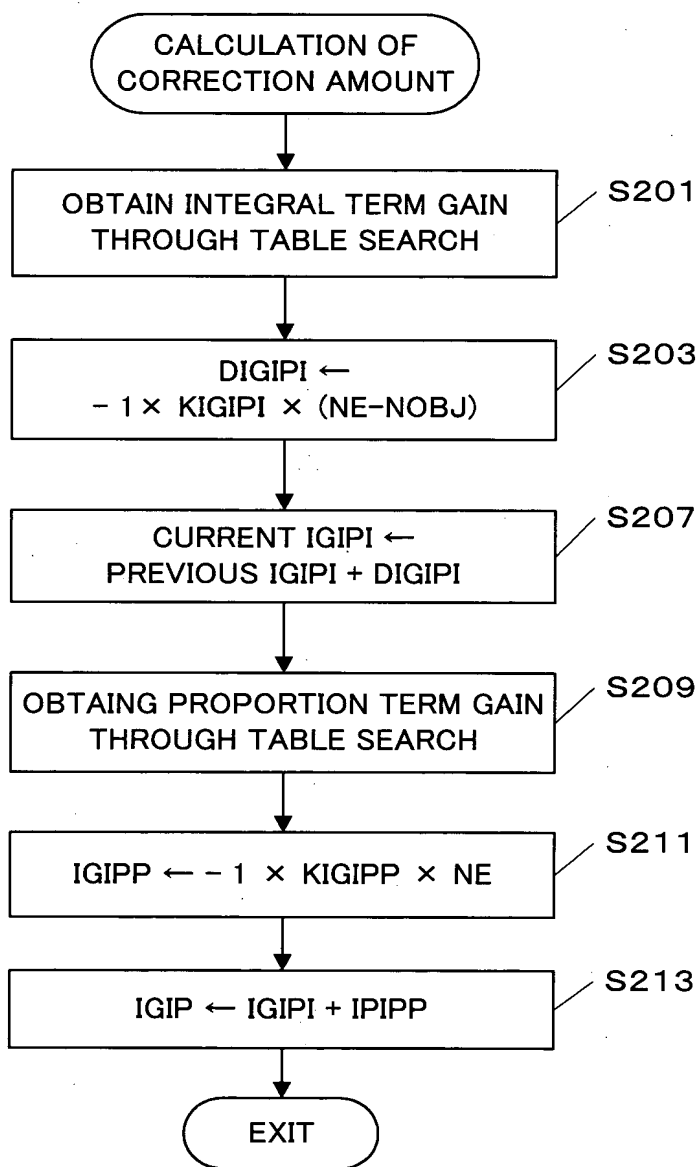 CALCULATION OF
CORRECTION AMOUNT
OBTAIN INTEGRAL TERM GAIN
THROUGH TABLE SEARCH
S201
DIGIPI ←
- 1 × KIGIPI × (NE-NOBJ)
S203
CURRENT IGIPI ←
PREVIOUS IGIPI + DIGIPI
S207
OBTAING PROPORTION TERM GAIN
THROUGH TABLE SEARCH
S209
IGIPP ← - 1 × KIGIPP × NE
S211
IGIP ← IGIPI + IPIPP
S213
EXIT